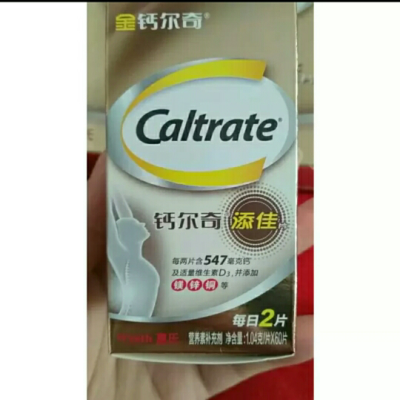 金钙尔奇
Caltrate®
钙尔奇 添佳
每两片含547毫克钙
及适量维生素D₃,并添加
镁锌铜 等
每日2片
营养素补充剂 净含量:1.04克/片X60片